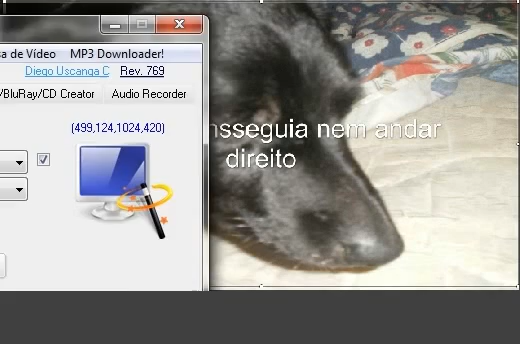 sa de Vídeo MP3 Downloader!
Diego Uscanga C Rev. 769
/BluRay/CD Creator Audio Recorder
(499,124,1024,420)
nsseguia nem andar
direito